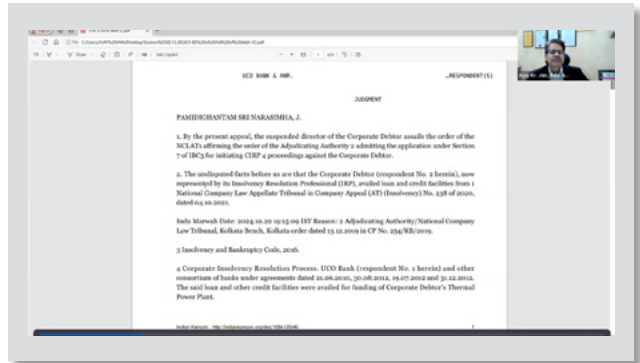 Ask Copilot
UCO BANK & ANR. …RESPONDENT(S)
JUDGMENT
PAMIDIGHANTAM SRI NARASIMHA, J.
1. By the present appeal, the suspended director of the Corporate Debtor assails the order of the
NCLAT1 affirming the order of the Adjudicating Authority 2 admitting the application under Section
7 of IBC3 for initiating CIRP 4 proceedings against the Corporate Debtor.
2. The undisputed facts before us are that the Corporate Debtor (respondent No. 2 herein), now
represented by its Insolvency Resolution Professional (IRP), availed loan and credit facilities from 1
National Company Law Appellate Tribunal in Company Appeal (AT) (Insolvency) No. 238 of 2020,
dated 04.10.2021.
Indu Marwah Date: 2024.10.22 19:15:09 IST Reason: 2 Adjudicating Authority/National Company
Law Tribunal, Kolkata Bench, Kolkata order dated 13.12.2019 in CP No. 254/KB/2019.
3 Insolvency and Bankruptcy Code, 2016.
4 Corporate Insolvency Resolution Process. UCO Bank (respondent No. 1 herein) and other
consortium of banks under agreements dated 21.06.2010, 30.08.2012, 19.07.2012 and 31.12.2012.
The said loan and other credit facilities were availed for funding of Corporate Debtor's Thermal
Power Plant.